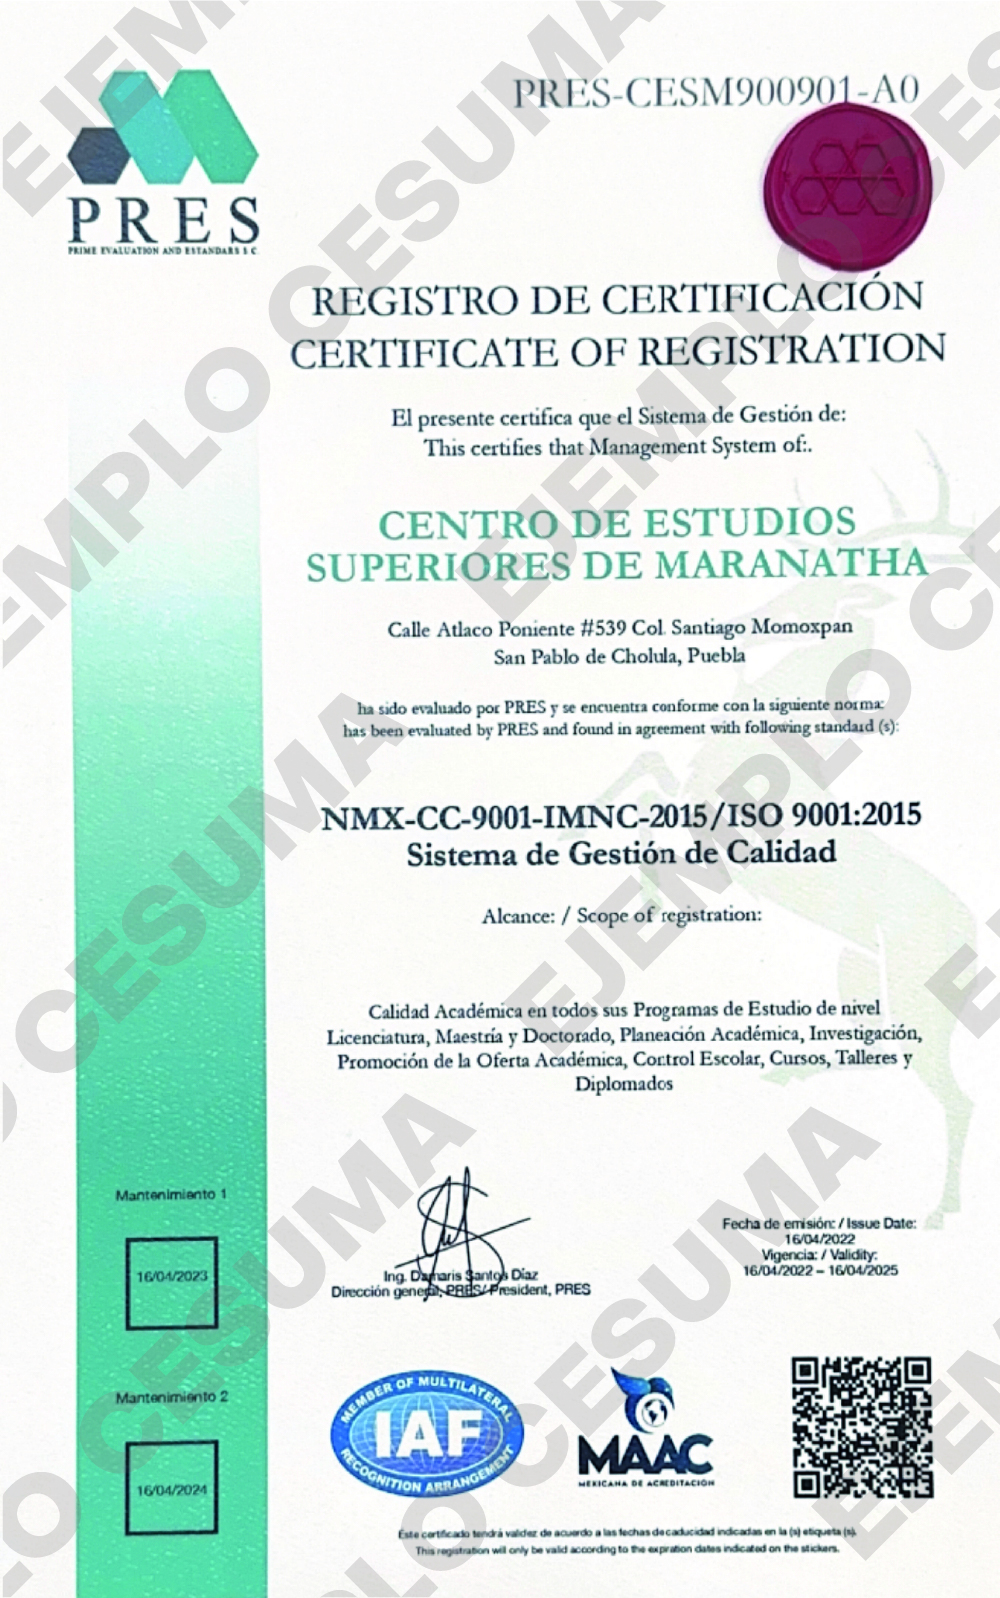 PRES-CESM900901-A0
PRES
PRIME EVALUATION AND ESTANDARS S C.
REGISTRO DE CERTIFICACIÓN
CERTIFICATE OF REGISTRATION
El presente certifica que el Sistema de Gestión de:
This certifies that Management System of:.
CENTRO DE ESTUDIOS
SUPERIORES DE MARANATHA
Calle Atlaco Poniente #539 Col. Santiago Momoxpan
San Pablo de Cholula, Puebla
ha sido evaluado por PRES y se encuentra conforme con la siguiente norma:
has been evaluated by PRES and found in agreement with following standard (s):
NMX-CC-9001-IMNC-2015/ISO 9001:2015
Sistema de Gestión de Calidad
Alcance: / Scope of registration:
Calidad Académica en todos sus Programas de Estudio de nivel
Licenciatura, Maestría y Doctorado, Planeación Académica, Investigación,
Promoción de la Oferta Académica, Control Escolar, Cursos, Talleres y
Diplomados
Mantenimiento 1
16/04/2023
Ing. Damaris Santos Díaz
Dirección general, PRES/ President, PRES
Fecha de emisión: / Issue Date:
16/04/2022
Vigencia: / Validity:
16/04/2022 – 16/04/2025
Mantenimiento 2
16/04/2024
MEMBER OF MULTILATERAL
IAF
RECOGNITION ARRANGEMENT
MAAC
MEXICANA DE ACREDITACIÓN
Este certificado tendrá validez de acuerdo a las fechas de caducidad indicadas en la (s) etiqueta (s).
This registration will only be valid according to the expration dates indicated on the stickers.
EJEMPLO CESUMA
EJEMPLO CESUMA
EJEMPLO CESUMA